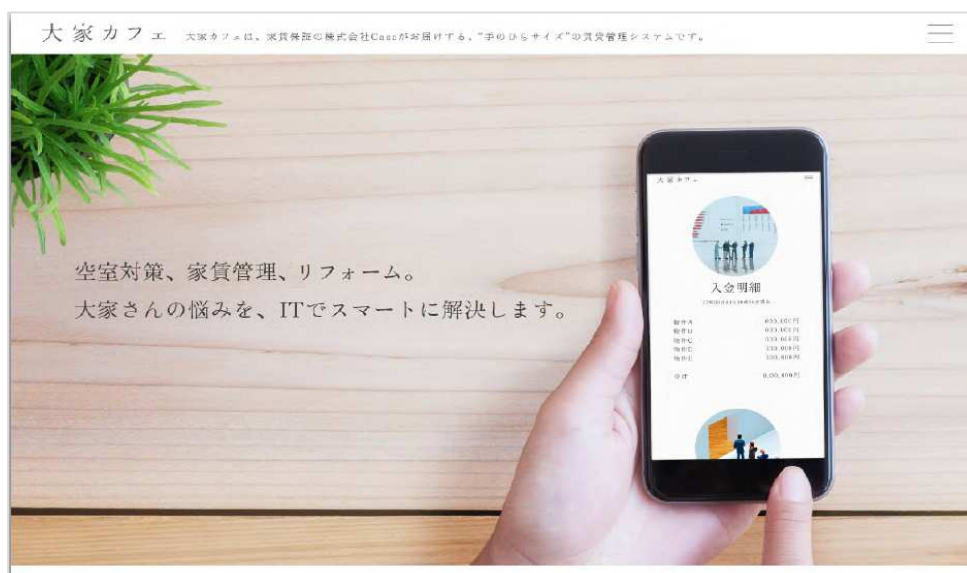 大家カフェ
大家カフェは、家賃保証の株式会社Casaがお届けする、"手のひらサイズ"の賃貸管理システムです。
空室対策、家賃管理、リフォーム。
大家さんの悩みを、ITでスマートに解決します。
大家カフェ
入金明細
物件A
物件B
物件C
物件D
物件E
合計